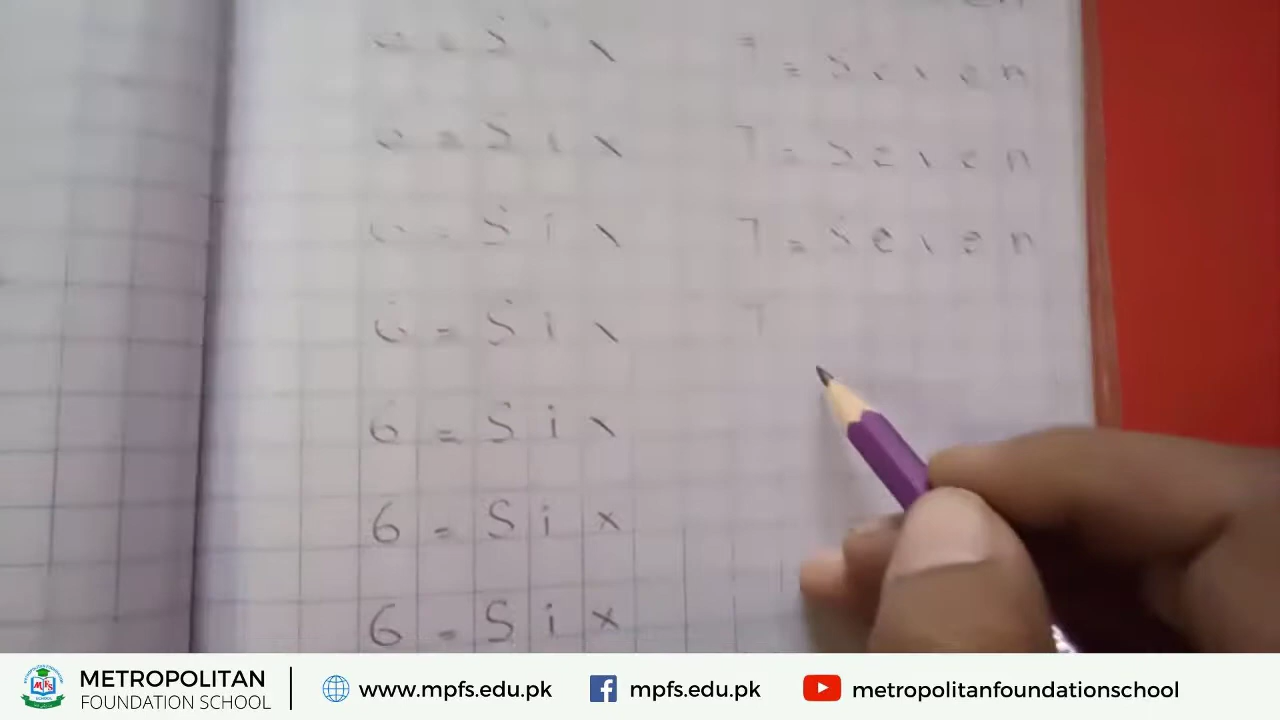 6 = Six
7 = Seven
6 = Six
7 = Seven
6 = Six
7 = Seven
6 = Six
7
6 = Six
6 = Six
6 = Six
METROPOLITAN
FOUNDATION SCHOOL
www.mpfs.edu.pk
mpfs.edu.pk
metropolitanfoundationschool